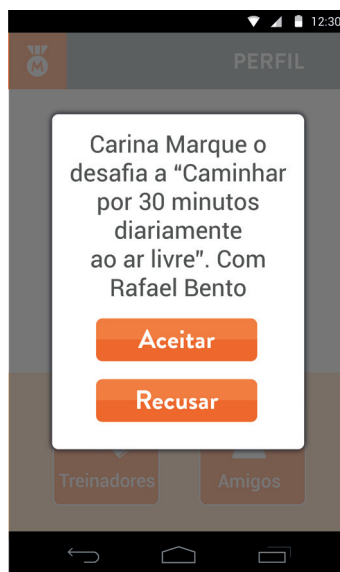 12:30
M
PERFIL
Carina Marque o
desafia a “Caminhar
por 30 minutos
diariamente
ao ar livre". Com
Rafael Bento
Aceitar
Recusar
Treinadores
Amigos